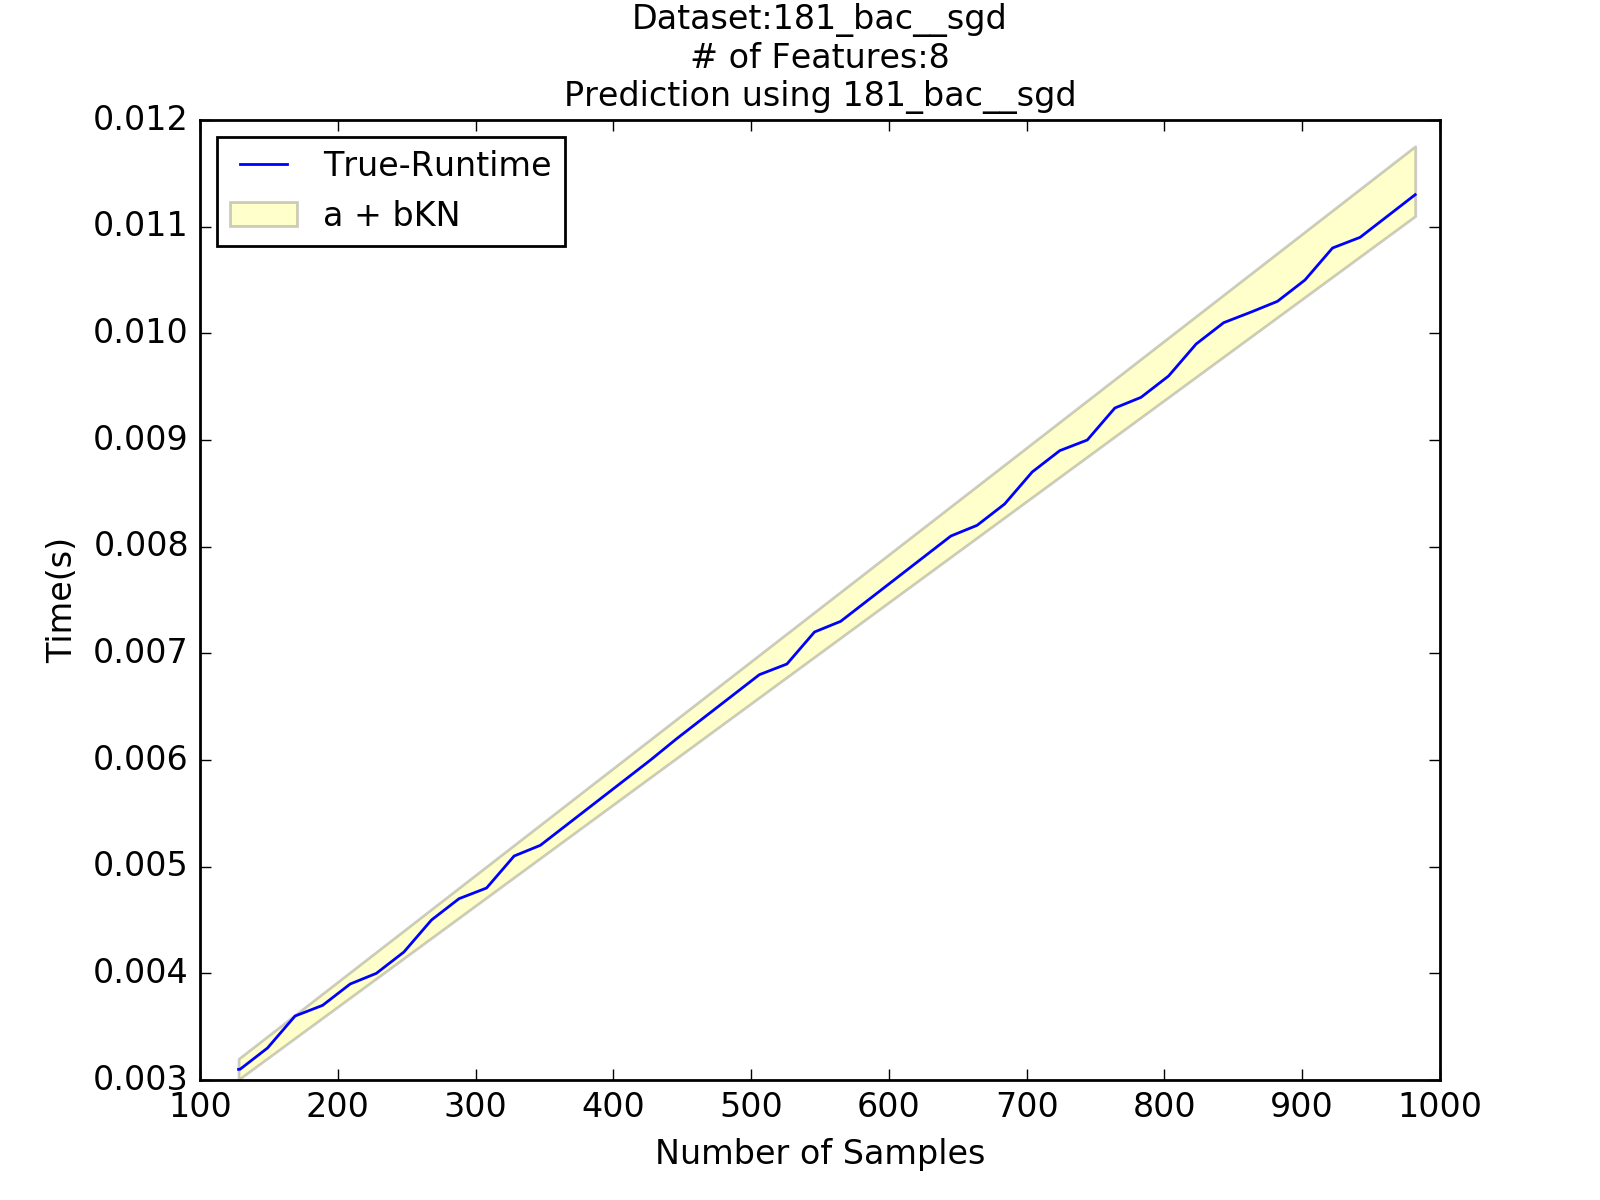 Dataset:181_bac__sgd
# of Features:8
Prediction using 181_bac__sgd
0.012
0.011
0.010
0.009
0.008
0.007
0.006
0.005
0.004
0.003
True-Runtime
a + bKN
Time(s)
100 200 300 400 500 600 700 800 900 1000
Number of Samples